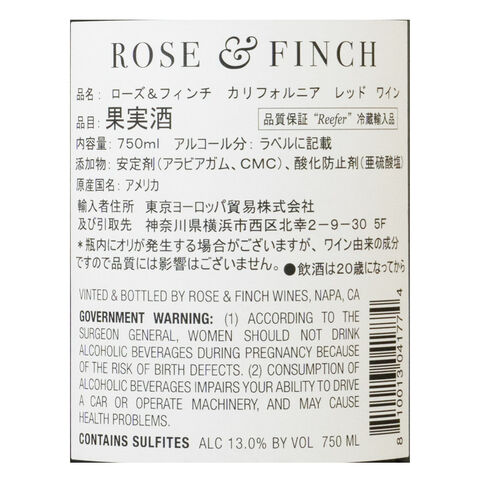 ROSE & FINCH
品名: ローズ&フィンチ カリフォルニア レッド ワイン
品目: 果実酒 品質保証 "Reefer" 冷蔵輸入品
内容量: 750ml アルコール分: ラベルに記載
添加物: 安定剤(アラビアガム、CMC)、酸化防止剤(亜硫酸塩)
原産国名: アメリカ
輸入者住所 東京ヨーロッパ貿易株式会社
及び引取先 神奈川県横浜市西区北幸2-9-30 5F
*瓶内にオリが発生する場合がございますが、ワイン由来の成分
ですので品質には影響はございません。 ●飲酒は20歳になってから
VINTED & BOTTLED BY ROSE & FINCH WINES, NAPA, CA
GOVERNMENT WARNING: (1) ACCORDING TO THE
SURGEON GENERAL, WOMEN SHOULD NOT DRINK
ALCOHOLIC BEVERAGES DURING PREGNANCY BECAUSE
OF THE RISK OF BIRTH DEFECTS. (2) CONSUMPTION OF
ALCOHOLIC BEVERAGES IMPAIRS YOUR ABILITY TO DRIVE
A CAR OR OPERATE MACHINERY, AND MAY CAUSE
HEALTH PROBLEMS.
CONTAINS SULFITES ALC 13.0% BY VOL 750 ML
8 10013 04177 4